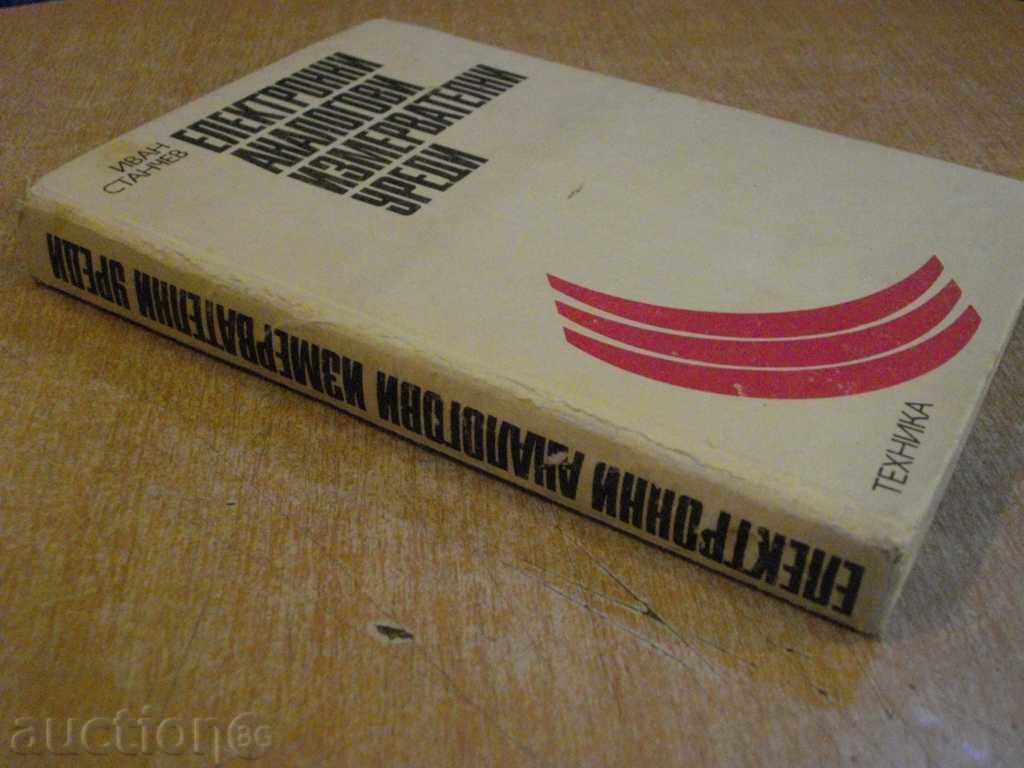 ИВАН
СТАНЧЕВ
ЕЛЕКТРОННИ
АНАЛОГОВИ
ИЗМЕРВАТЕЛНИ
УРЕДИ
ТЕХНИКА
ЕЛЕКТРОННИ АНАЛОГОВИ ИЗМЕРВАТЕЛНИ УРЕДИ
auction BG